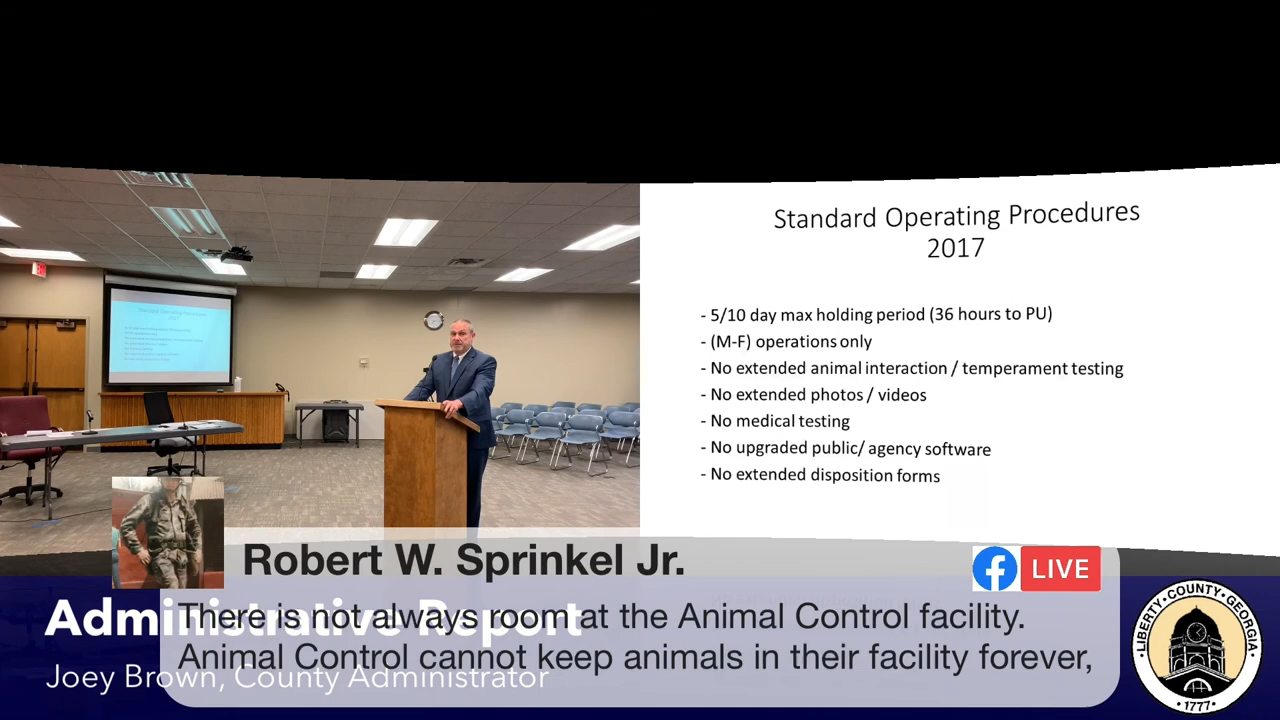 Standard Operating Procedures
2017
- 5/10 day max holding period (36 hours to PU)
- (M-F) operations only
- No extended animal interaction / temperament testing
- No extended photos / videos
- No medical testing
- No upgraded public/ agency software
- No extended disposition forms
Robert W. Sprinkel Jr.
LIVE
There is not always room at the Animal Control facility.
Animal Control cannot keep animals in their facility forever,
Administrative Report
Joey Brown, County Administrator
LIBERTY·COUNTY·GEORGIA
·1777·